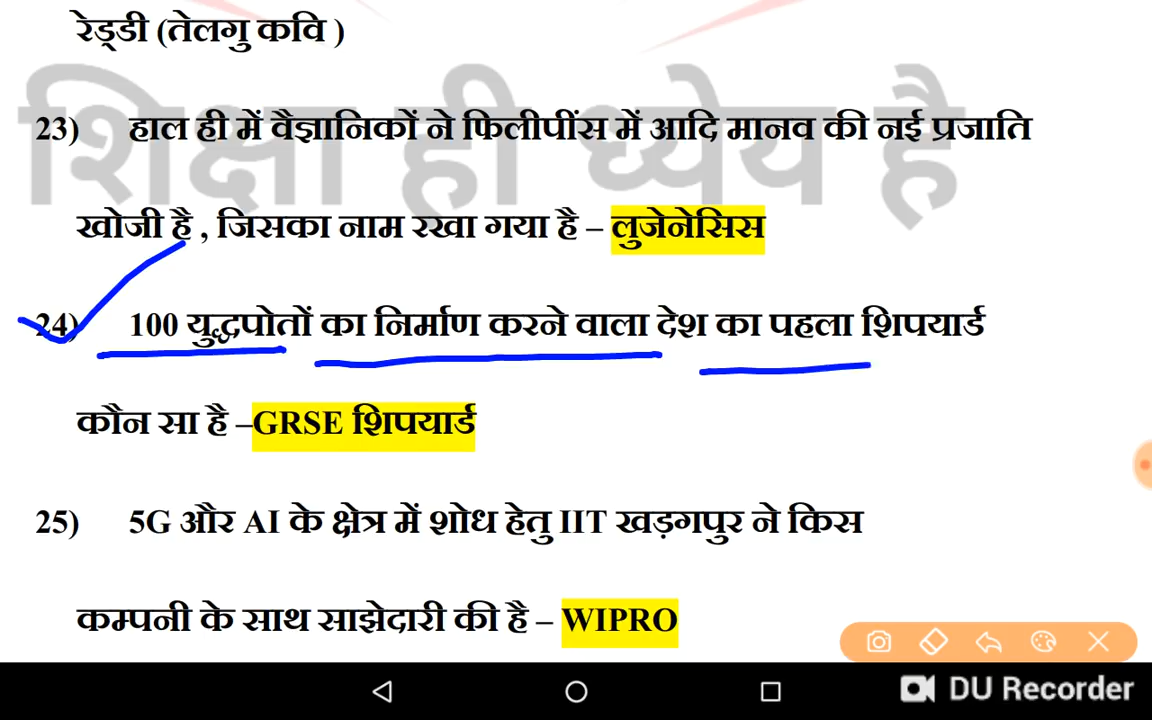 रेड्डी (तेलगु कवि )
शिक्षा ही ध्येय है
23) हाल ही में वैज्ञानिकों ने फिलीपींस में आदि मानव की नई प्रजाति
खोजी है , जिसका नाम रखा गया है – लुजेनेसिस
24) 100 युद्धपोतों का निर्माण करने वाला देश का पहला शिपयार्ड
कौन सा है –GRSE शिपयार्ड
25) 5G और AI के क्षेत्र में शोध हेतु IIT खड़गपुर ने किस
कम्पनी के साथ साझेदारी की है – WIPRO
DU Recorder